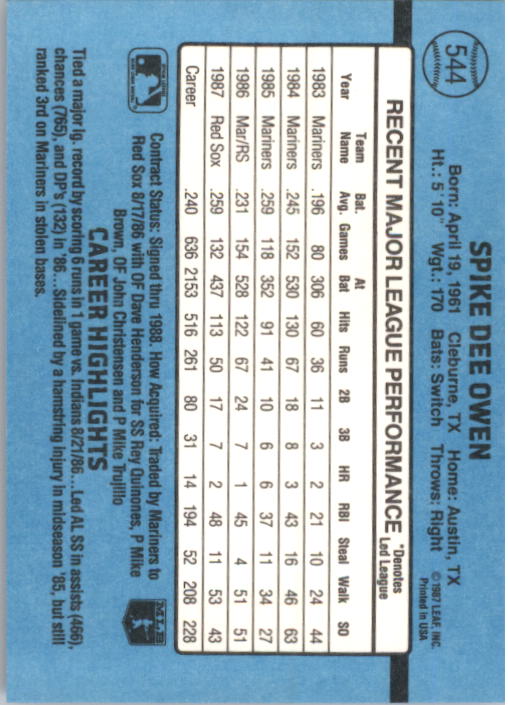 544
SPIKE DEE OWEN
Born: April 19, 1961 Cleburne, TX Home: Austin, TX
Ht.: 5' 10" Wgt.: 170 Bats: Switch Throws: Right
© 1987 LEAF, INC.
Printed in USA
RECENT MAJOR LEAGUE PERFORMANCE *Denotes Led League
Year Team Name Bat. Avg. Games At Bat Hits Runs 2B 3B HR RBI Steal Walk SO
1983 Mariners .196 80 306 60 36 11 3 2 21 10 24 44
1984 Mariners .245 152 530 130 67 18 8 3 43 16 46 63
1985 Mariners .259 118 352 91 41 10 6 6 37 11 34 27
1986 Mar/RS .231 154 528 122 67 24 7 1 45 4 51 51
1987 Red Sox .259 132 437 113 50 17 7 2 48 11 53 43
Career .240 636 2153 516 261 80 31 14 194 52 208 228
Contract Status: Signed thru 1988. How Acquired: Traded by Mariners to
Red Sox 8/17/86 with OF Dave Henderson for SS Rey Quinones, P Mike
Brown, OF John Christensen and P Mike Trujillo
MLB
CAREER HIGHLIGHTS
Tied a major lg. record by scoring 6 runs in 1 game vs. Indians 8/21/86...Led AL SS in assists (466),
chances (765), and DP's (132) in '86...Sidelined by a hamstring injury in midseason '85, but still
ranked 3rd on Mariners in stolen bases.